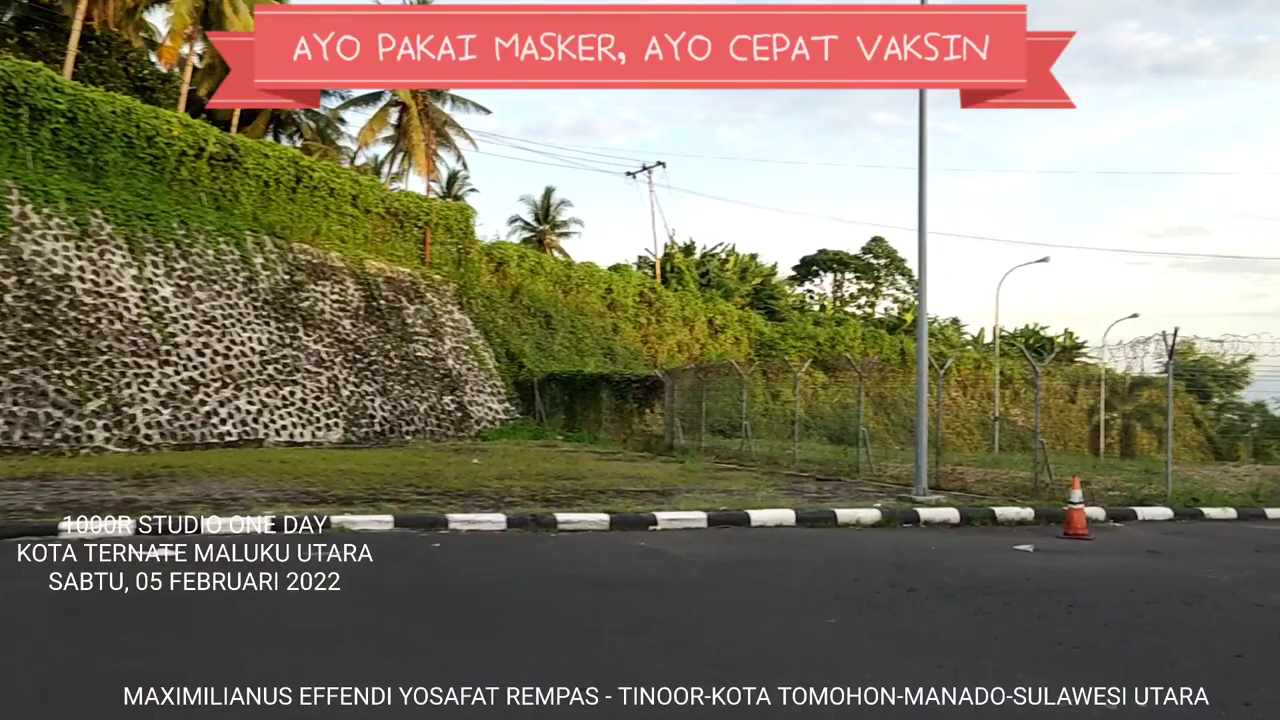 AYO PAKAI MASKER, AYO CEPAT VAKSIN
1000R STUDIO ONE DAY
KOTA TERNATE MALUKU UTARA
SABTU, 05 FEBRUARI 2022
MAXIMILIANUS EFFENDI YOSAFAT REMPAS - TINOOR-KOTA TOMOHON-MANADO-SULAWESI UTARA